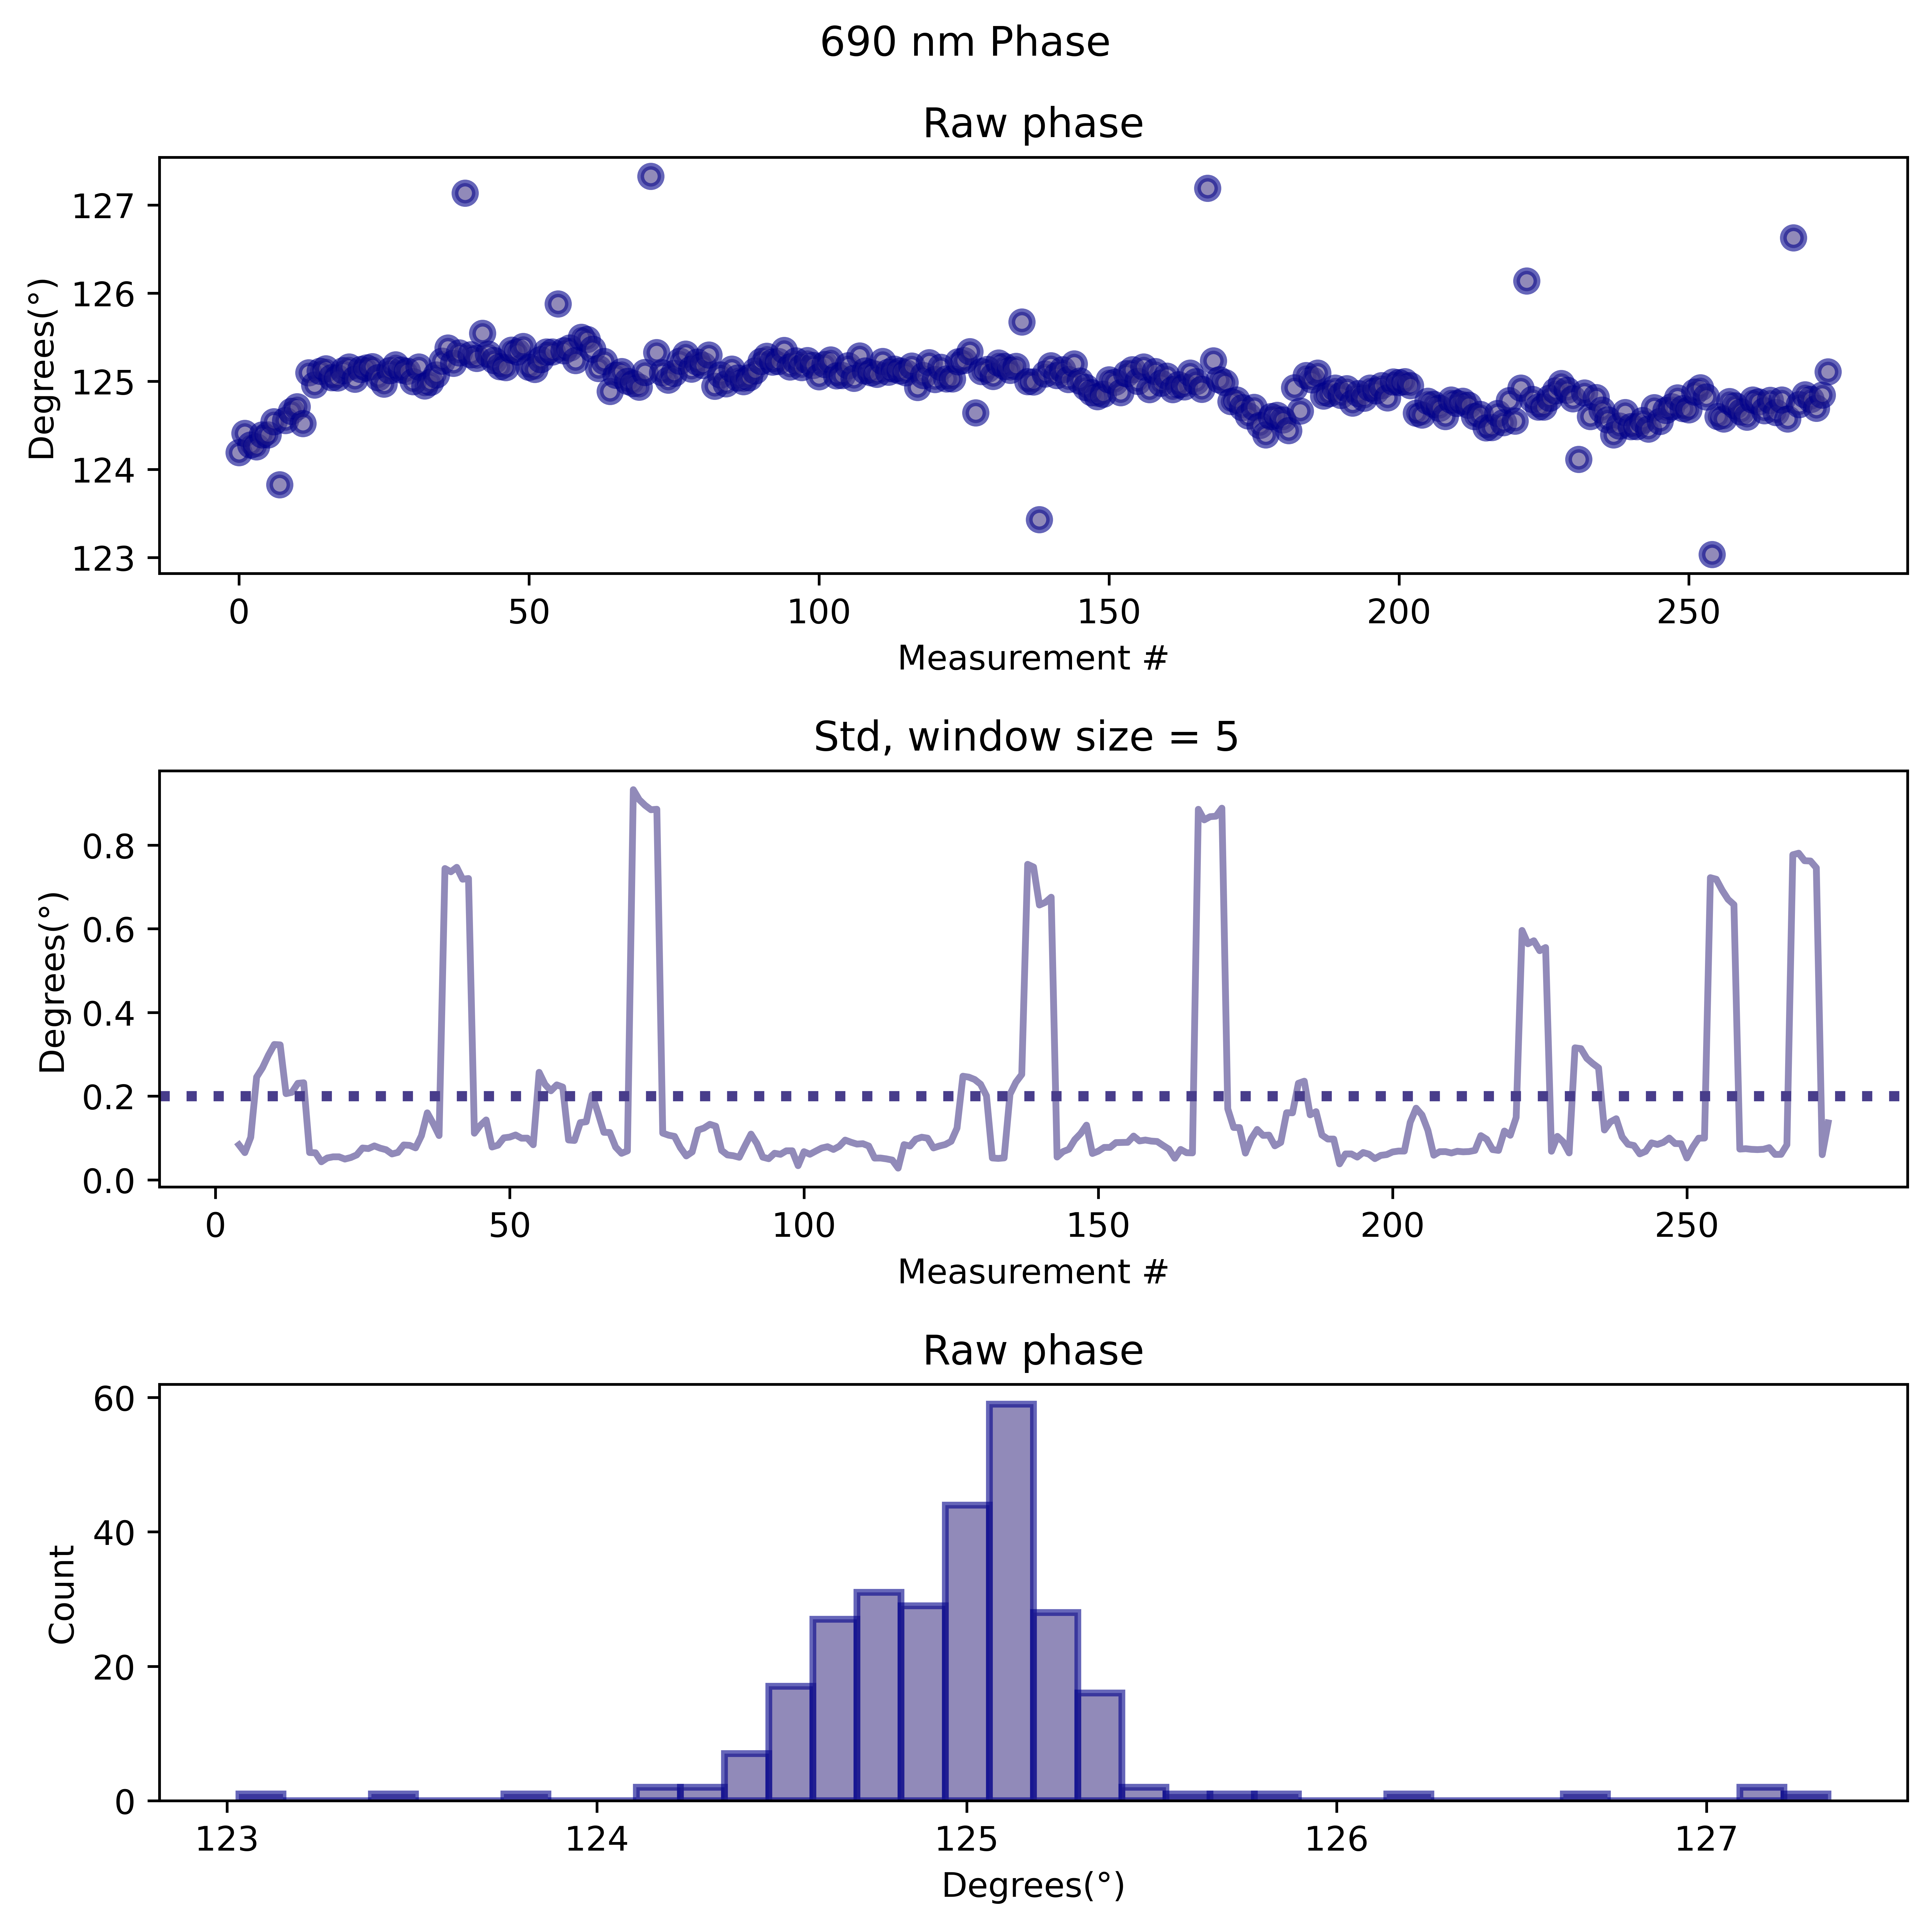 690 nm Phase
Raw phase
Degrees(°)
127
126
125
124
123
0 50 100 150 200 250
Measurement #
Std, window size = 5
Degrees(°)
0.8
0.6
0.4
0.2
0.0
0 50 100 150 200 250
Measurement #
Raw phase
Count
60
40
20
0
123 124 125 126 127
Degrees(°)